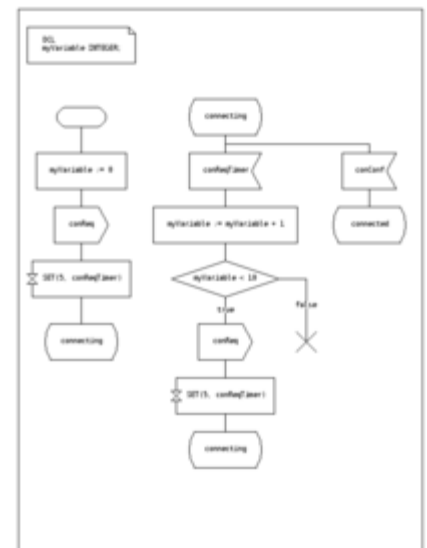 DCL
myVariable INTEGER;
myVariable := 0
conReq
SET(5, conReqTimer)
connecting
connecting
conReqTimer
conConf
myVariable := myVariable + 1
connected
myVariable < 10
false
true
conReq
SET(5, conReqTimer)
connecting